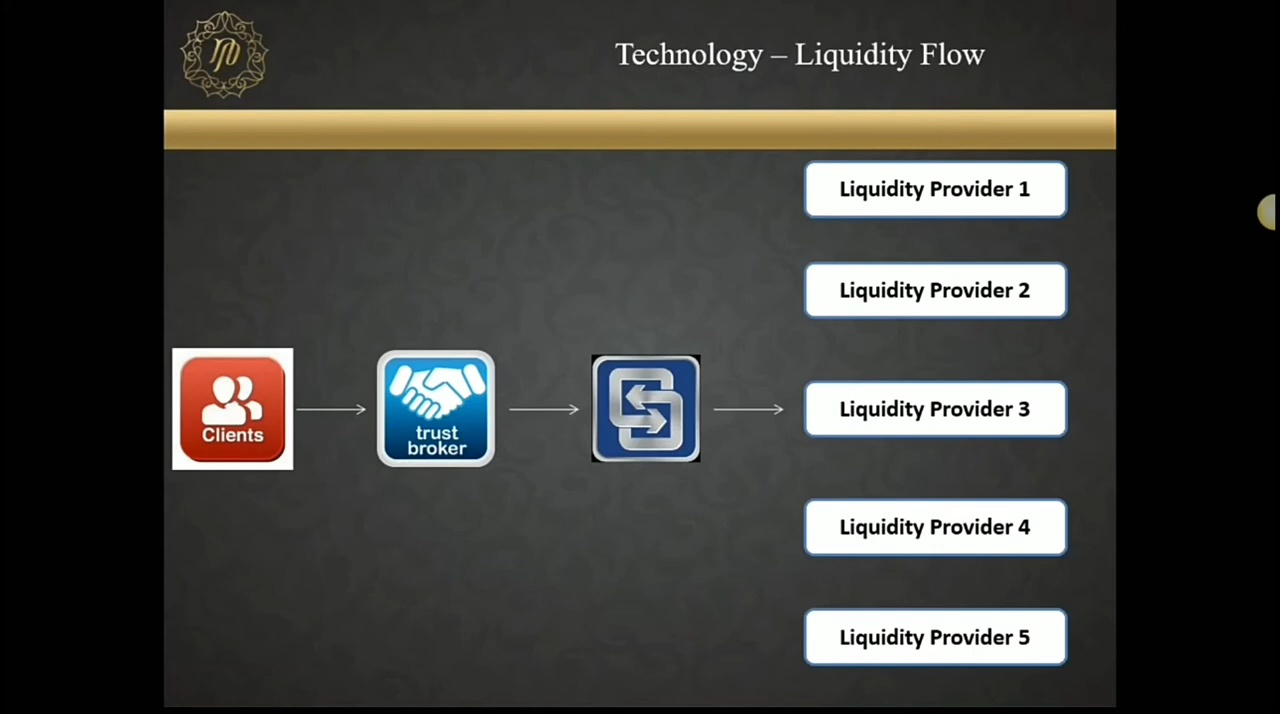 Technology – Liquidity Flow
Liquidity Provider 1
Liquidity Provider 2
Clients
trust
broker
Liquidity Provider 3
Liquidity Provider 4
Liquidity Provider 5